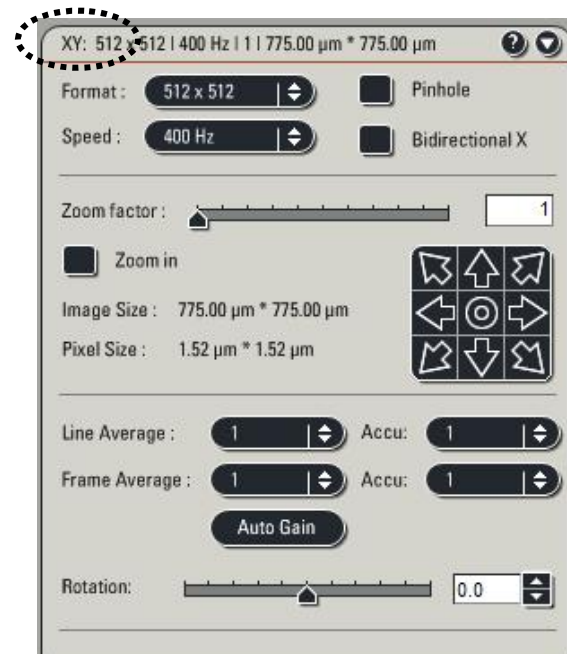 XY: 512 x 512 | 400 Hz | 1 | 775.00 µm * 775.00 µm ?
Format : 512 x 512 Pinhole
Speed : 400 Hz Bidirectional X
Zoom factor : 1
Zoom in
Image Size : 775.00 µm * 775.00 µm
Pixel Size : 1.52 µm * 1.52 µm
Line Average : 1 Accu: 1
Frame Average : 1 Accu: 1
Auto Gain
Rotation: 0.0